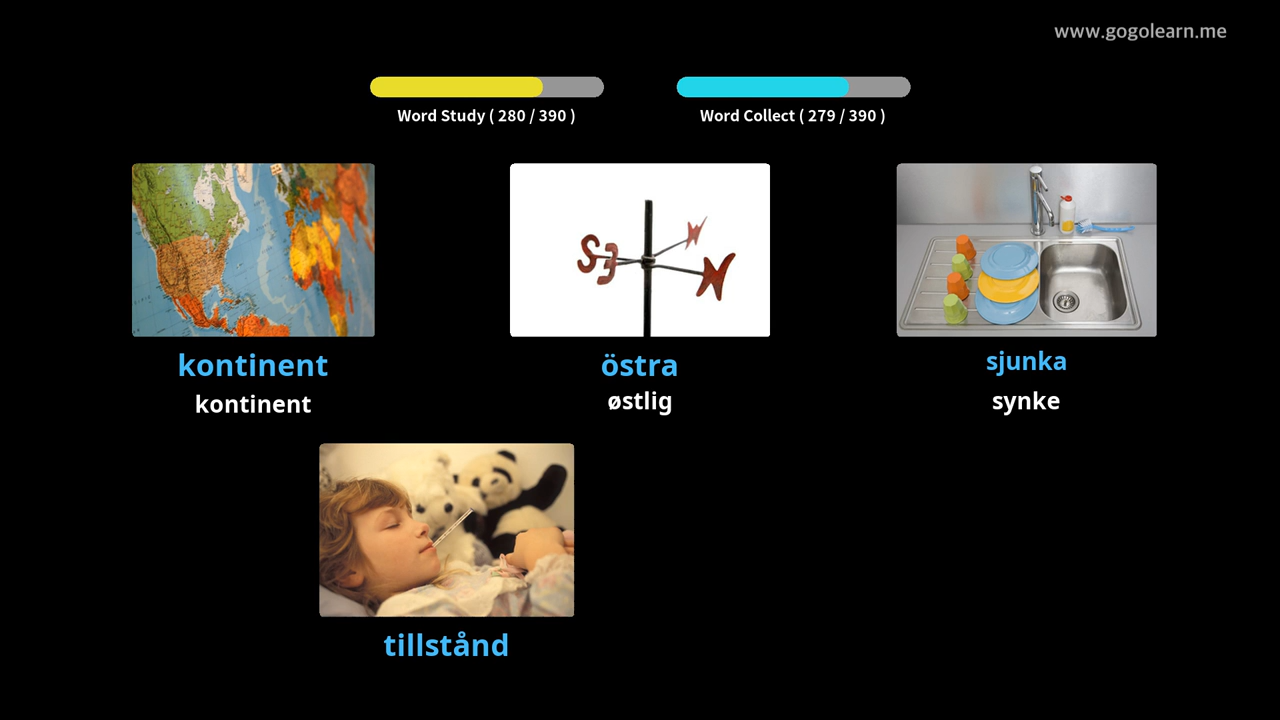 www.gogolearn.me
Word Study ( 280 / 390 )
Word Collect ( 279 / 390 )
kontinent
kontinent
östra
østlig
sjunka
synke
tillstånd